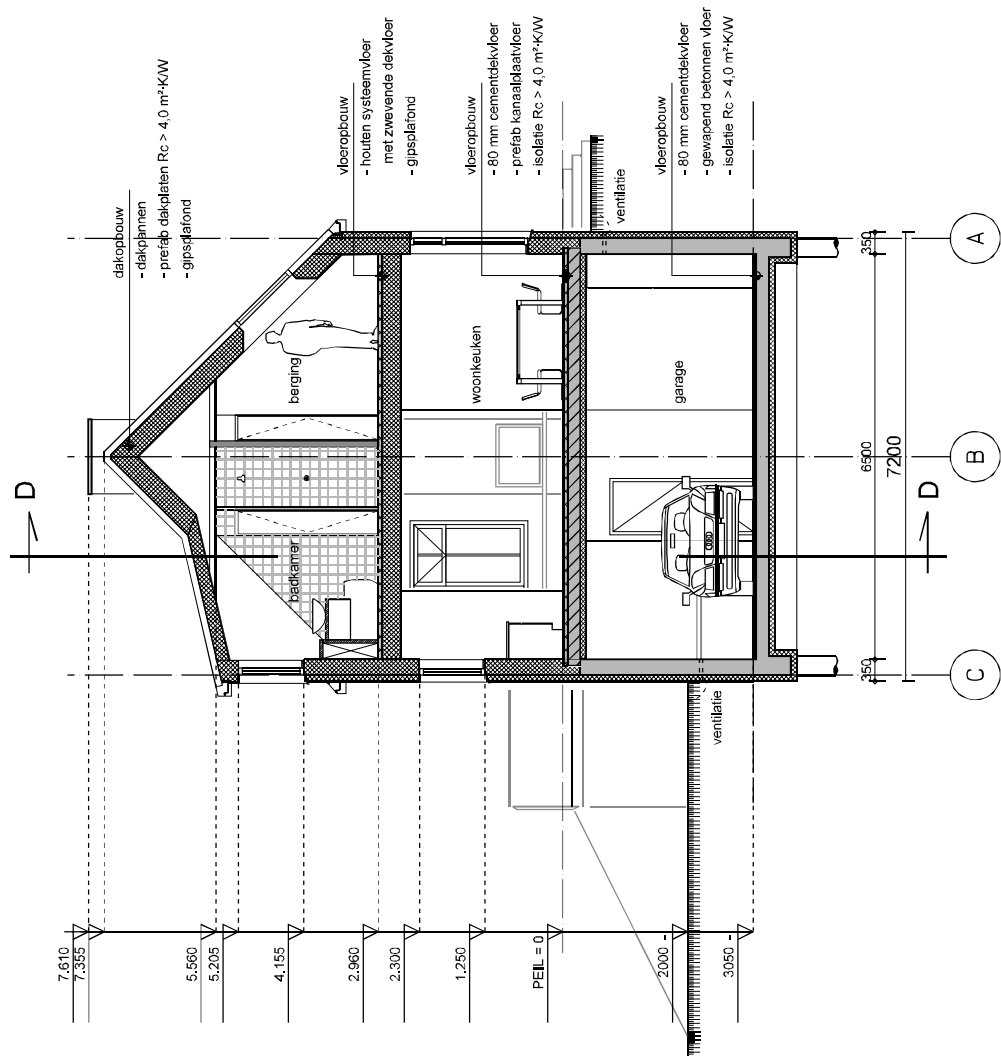 dakopbouw
- dakpannen
- prefab dakplaten Rc > 4,0 m²·K/W
- gipsplafond
vloeropbouw
- houten systeemvloer
met zwevende dekvloer
- gipsplafond
vloeropbouw
- 80 mm cementdekvloer
- prefab kanaalplaatvloer
- isolatie Rc > 4,0 m²·K/W
vloeropbouw
- 80 mm cementdekvloer
- gewapend betonnen vloer
- isolatie Rc > 4,0 m²·K/W
ventilatie
berging
woonkeuken
garage
badkamer
ventilatie
D
D
350
6500
7200
350
A
B
C
7.610
7.355
5.560
5.205
4.155
2.960
2.300
1.250
PEIL = 0
2000 -
3050 -